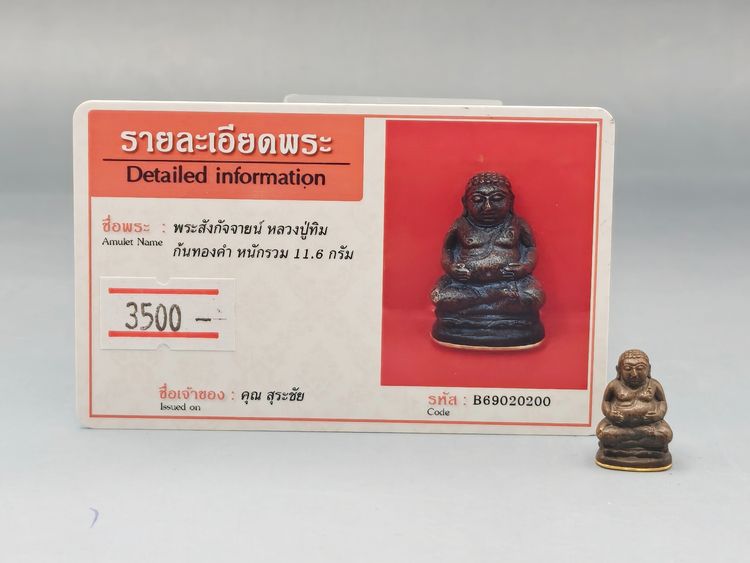 รายละเอียดพระ
Detailed information
ชื่อพระ : พระสังกัจจายน์ หลวงปู่ทิม
Amulet Name
ก้นทองคำ หนักรวม 11.6 กรัม
3500 -
ชื่อเจ้าของ : คุณ สุระชัย
Issued on
รหัส : B69020200
Code